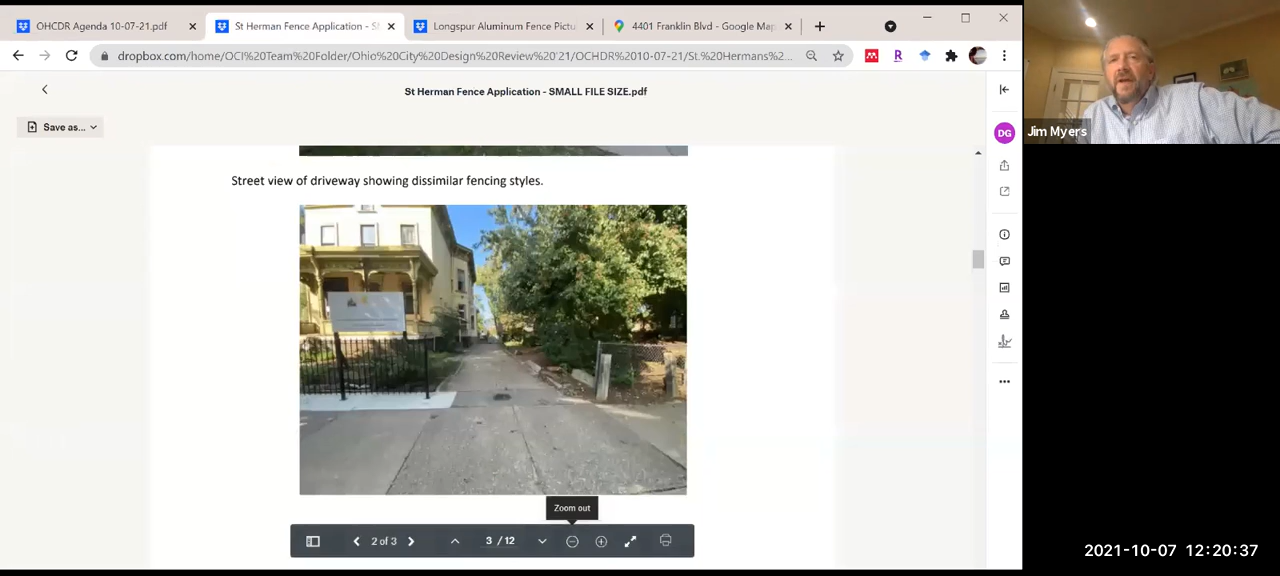 OHCDR Agenda 10-07-21.pdf
St Herman Fence Application - S
Longspur Aluminum Fence Pictu
4401 Franklin Blvd - Google Map
dropbox.com/home/OCI%20Team%20Folder/Ohio%20City%20Design%20Review%20'21/OCHDR%2010-07-21/St.%20Hermans%2...
R
St Herman Fence Application - SMALL FILE SIZE.pdf
Save as...
DG
Jim Myers
Street view of driveway showing dissimilar fencing styles.
Zoom out
2 of 3
3 /12
2021-10-07 12:20:37